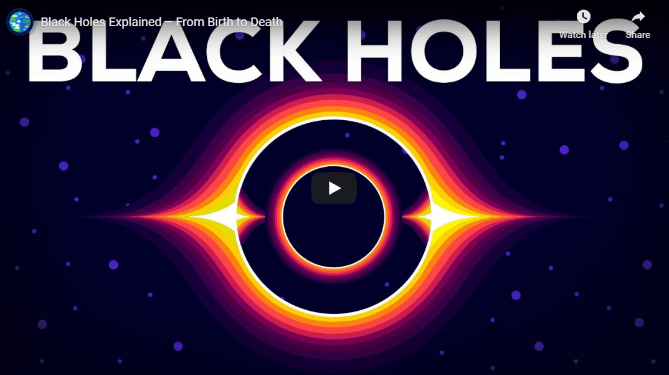 Black Holes Explained – From Birth to Death
Watch later
Share
BLACK HOLES